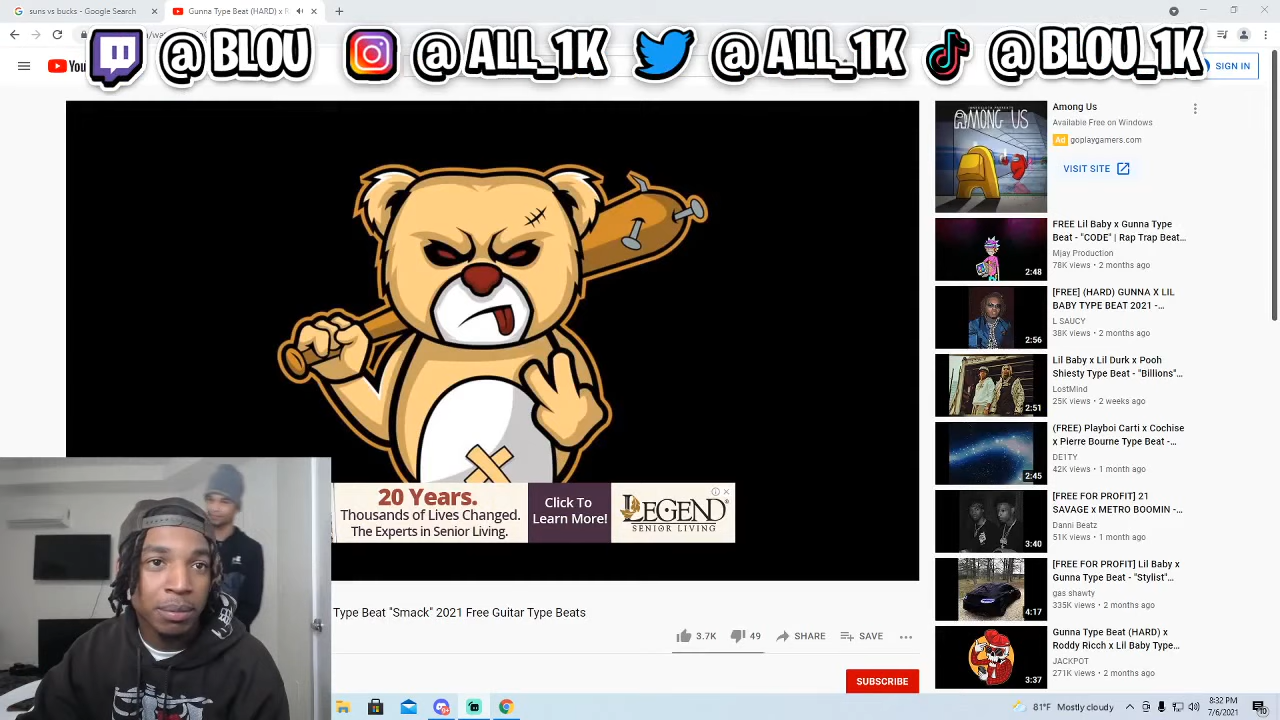 suns vs bucks - Google Search
Gunna Type Beat (HARD) x R
@ BLOU
@ ALL_1K
@ ALL_1K
@ BLOU_1K
SIGN IN
20 Years.
Thousands of Lives Changed.
The Experts in Senior Living.
Click To
Learn More!
LEGEND
SENIOR LIVING
Type Beat "Smack" 2021 Free Guitar Type Beats
3.7K
49
SHARE
SAVE
SUBSCRIBE
AMONG US
Among Us
Available Free on Windows
Ad goplaygamers.com
VISIT SITE
2:48
FREE Lil Baby x Gunna Type
Beat - "CODE" | Rap Trap Beat...
Mjay Production
78K views • 2 months ago
2:56
[FREE] (HARD) GUNNA X LIL
BABY TYPE BEAT 2021 -...
L SAUCY
38K views • 2 months ago
2:51
Lil Baby x Lil Durk x Pooh
Shiesty Type Beat - "Billions"...
LostMind
25K views • 2 weeks ago
2:45
(FREE) Playboi Carti x Cochise
x Pierre Bourne Type Beat -...
DE1TY
42K views • 1 month ago
3:40
[FREE FOR PROFIT] 21
SAVAGE x METRO BOOMIN -...
Danni Beatz
51K views • 1 month ago
4:17
[FREE FOR PROFIT] Lil Baby x
Gunna Type Beat - "Stylist"...
gas shawty
335K views • 2 months ago
3:37
Gunna Type Beat (HARD) x
Roddy Ricch x Lil Baby Type...
JACKPOT
271K views • 2 months ago
81°F Mostly cloudy
8:32 PM
7/6/2021